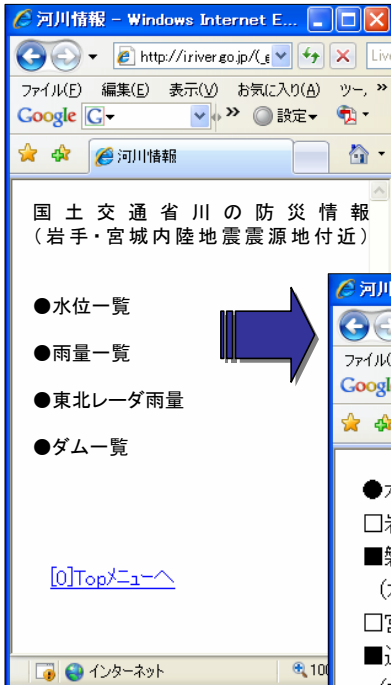 河川情報 - Windows Internet E...
http://i.river.go.jp/(_e
Live
ファイル(F) 編集(E) 表示(V) お気に入り(A) ツー, »
Google G 設定
河川情報
国土交通省川の防災情報
(岩手・宮城内陸地震震源地付近)
●水位一覧
●雨量一覧
●東北レーダ雨量
●ダム一覧
[0]Topメニューへ
インターネット 100
河川
ファイル(
Googl
●
□
■
□
■